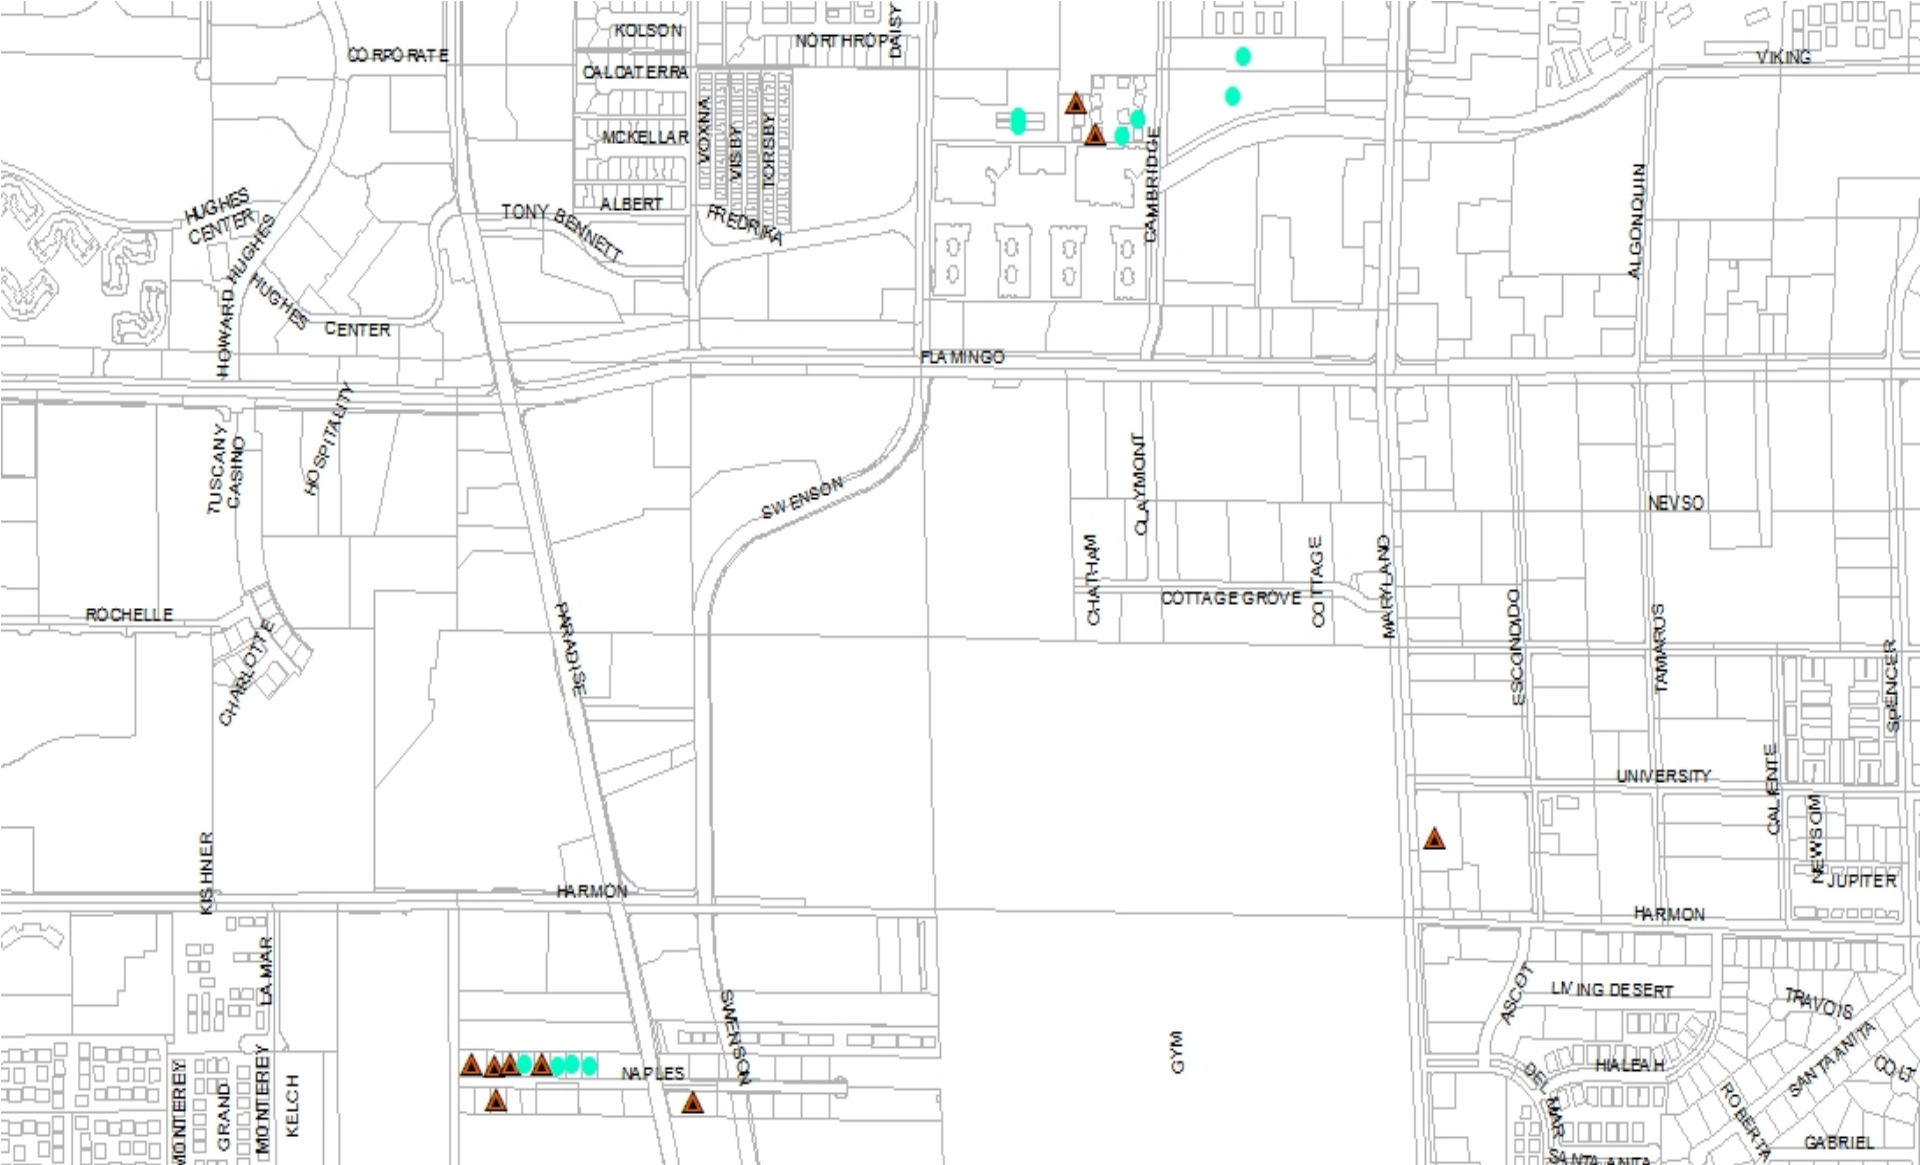 KOLSON
NORTHROP
DAISY
CORPORATE
CALCATERRA
VIKING
VOXNA
VISBY
TORSBY
MCKELLAR
CAMBRIDGE
ALGONQUIN
HUGHES
CENTER
ALBERT
TONY BENNETT
FREDRIKA
HOWARD HUGHES
HUGHES
CENTER
FLAMINGO
HOSPITALITY
TUSCANY
CASINO
SWENSON
CLAYMONT
NEVSO
CHATHAM
COTTAGE
MARYLAND
COTTAGE GROVE
ROCHELLE
CHARLOTTE
PARADISE
ESCONDIDO
TAMARUS
SPENCER
UNIVERSITY
CALIENTE
NEWSOM
JUPITER
KISHNER
HARMON
HARMON
LA MAR
SWENSON
ASCOT
LIVING DESERT
TRAVOIS
SANTA ANITA
COLT
GYM
HIALEAH
DEL MAR
NAPLES
MONTEREY
GRAND
MONTEREY
KELCH
ROBERTA
GABRIEL
SANTA ANITA